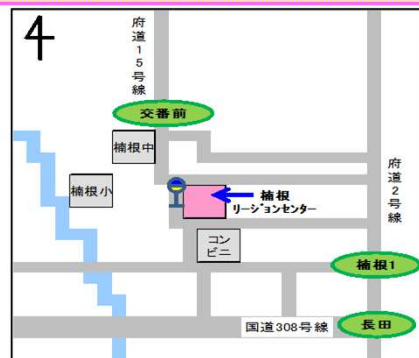 4
府道15号線
交番前
楠根中
府道2号線
楠根小
楠根
リージョンセンター
コン
ビニ
楠根1
国道308号線
長田